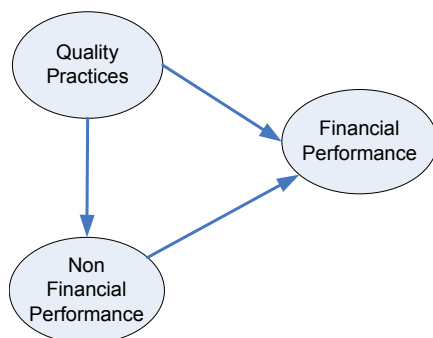 Quality
Practices
Financial
Performance
Non
Financial
Performance